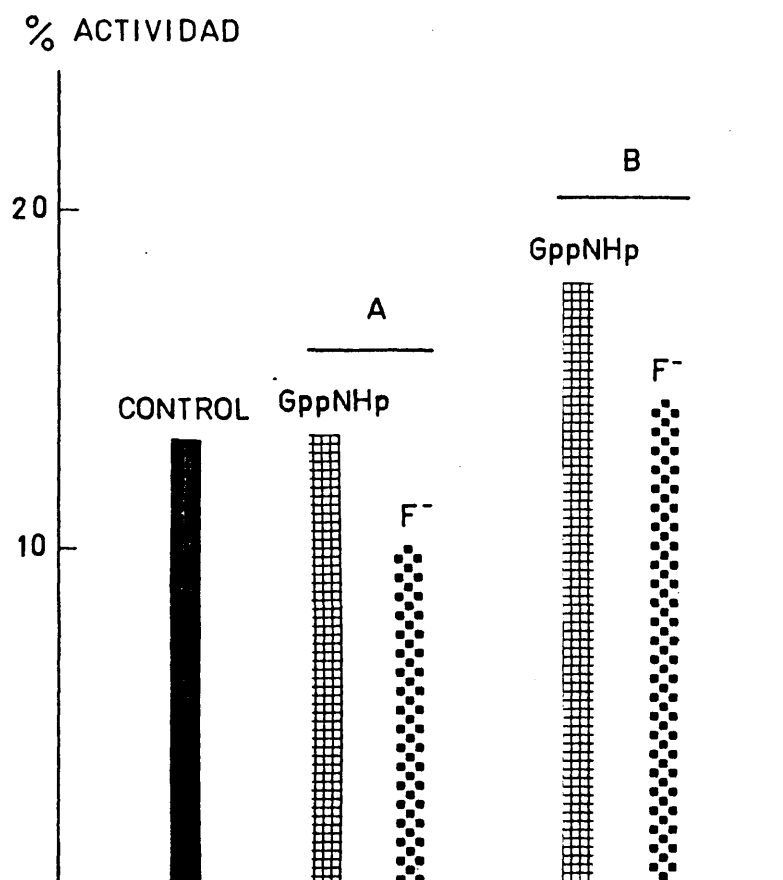 % ACTIVIDAD
B
20
GppNHp
A
F⁻
CONTROL
GppNHp
F⁻
10